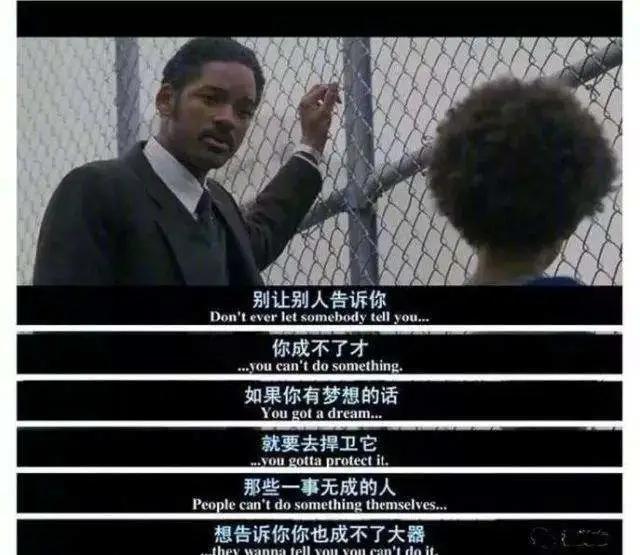 别让别人告诉你
Don't ever let somebody tell you...
你成不了才
...you can't do something.
如果你有梦想的话
You got a dream...
就要去捍卫它
...you gotta protect it.
那些一事无成的人
People can't do something themselves...
想告诉你你也成不了大器
...they wanna tell you you can't do it.